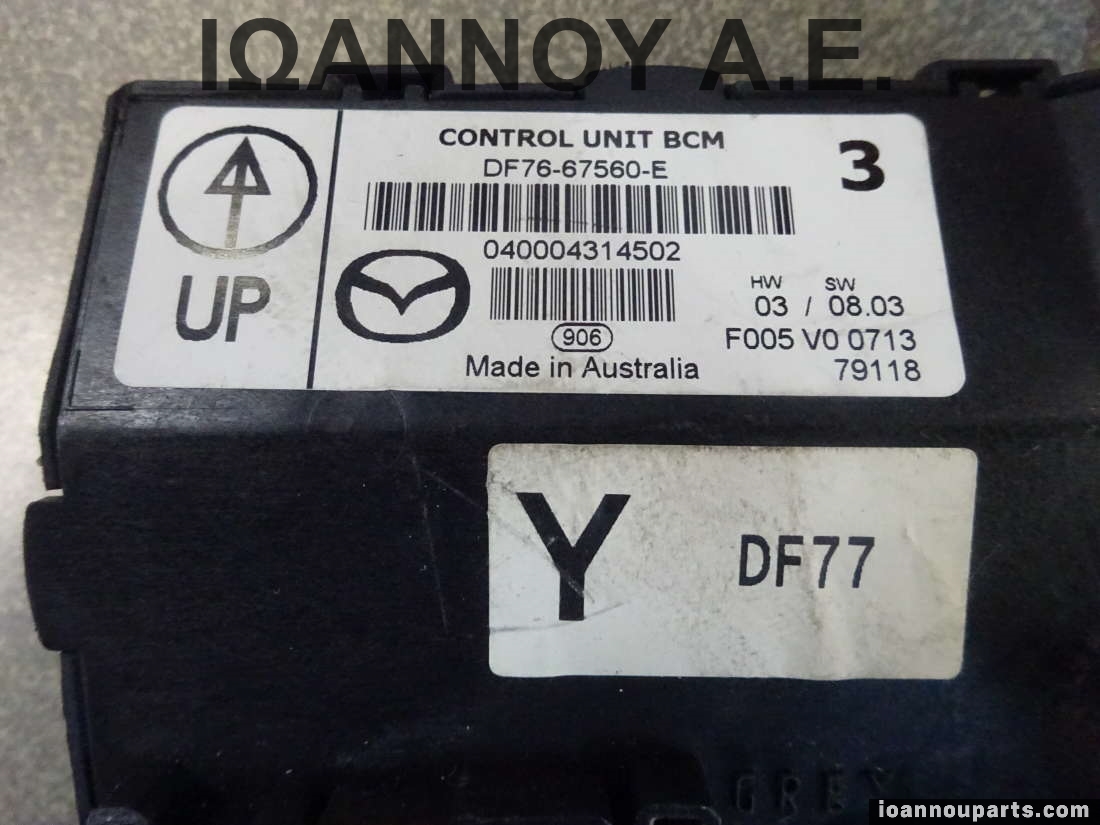 ΙΩΑΝΝΟΥ Α.Ε.
CONTROL UNIT BCM
DF76-67560-E
3
040004314502
UP
HW SW
03 / 08.03
906
F005 V0 0713
Made in Australia
79118
Y DF77
GREY
ioannouparts.com